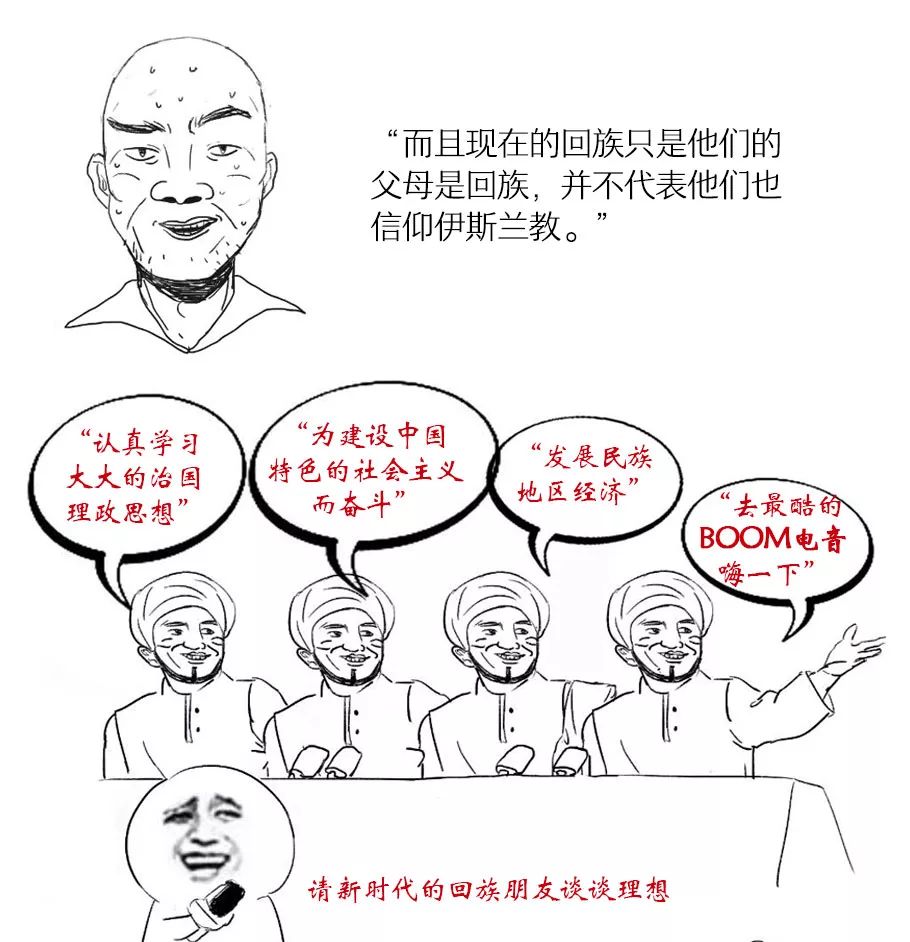 “而且现在的回族只是他们的
父母是回族，并不代表他们也
信仰伊斯兰教。”
“认真学习
大大的治国
理政思想”
“为建设中国
特色的社会主义
而奋斗”
“发展民族
地区经济”
“去最酷的
BOOM电音
嗨一下”
请新时代的回族朋友谈谈理想